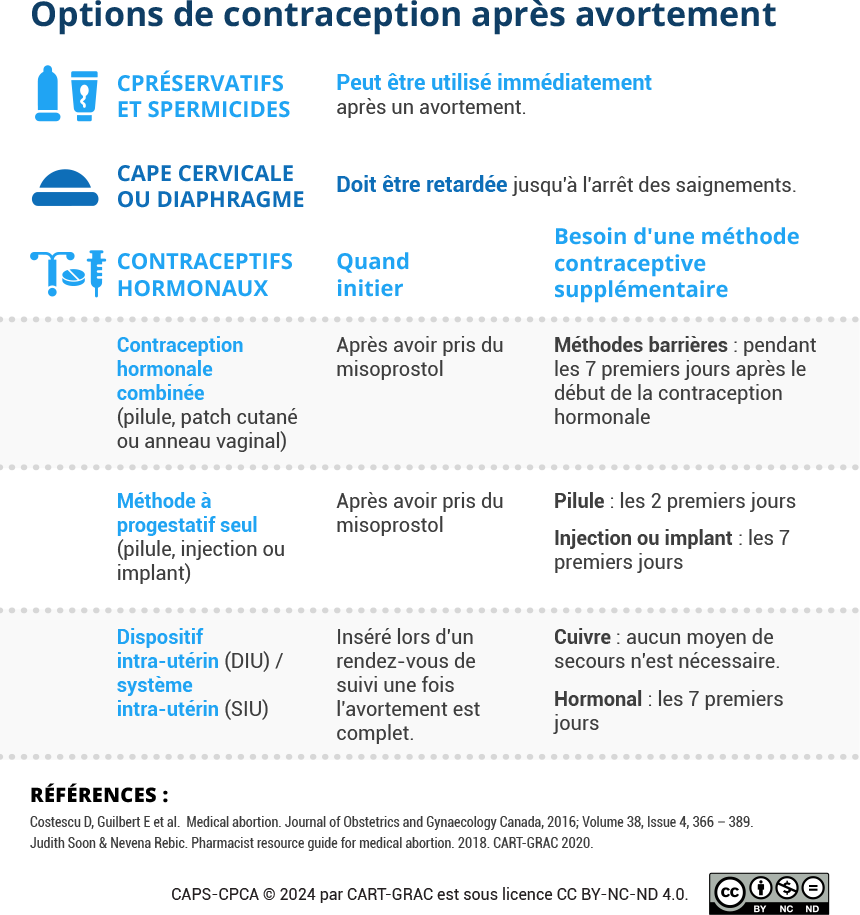 Options de contraception après avortement
CPRÉSERVATIFS
ET SPERMICIDES
Peut être utilisé immédiatement
après un avortement.
CAPE CERVICALE
OU DIAPHRAGME
Doit être retardée jusqu'à l'arrêt des saignements.
CONTRACEPTIFS
HORMONAUX
Quand
initier
Besoin d'une méthode
contraceptive
supplémentaire
Contraception
hormonale
combinée
(pilule, patch cutané
ou anneau vaginal)
Après avoir pris du
misoprostol
Méthodes barrières : pendant
les 7 premiers jours après le
début de la contraception
hormonale
Méthode à
progestatif seul
(pilule, injection ou
implant)
Après avoir pris du
misoprostol
Pilule : les 2 premiers jours
Injection ou implant : les 7
premiers jours
Dispositif
intra-utérin (DIU) /
système
intra-utérin (SIU)
Inséré lors d'un
rendez-vous de
suivi une fois
l'avortement est
complet.
Cuivre : aucun moyen de
secours n'est nécessaire.
Hormonal : les 7 premiers
jours
RÉFÉRENCES :
Costescu D, Guilbert E et al. Medical abortion. Journal of Obstetrics and Gynaecology Canada, 2016; Volume 38, Issue 4, 366 – 389.
Judith Soon & Nevena Rebic. Pharmacist resource guide for medical abortion. 2018. CART-GRAC 2020.
CAPS-CPCA © 2024 par CART-GRAC est sous licence CC BY-NC-ND 4.0.
cc
BY NC ND